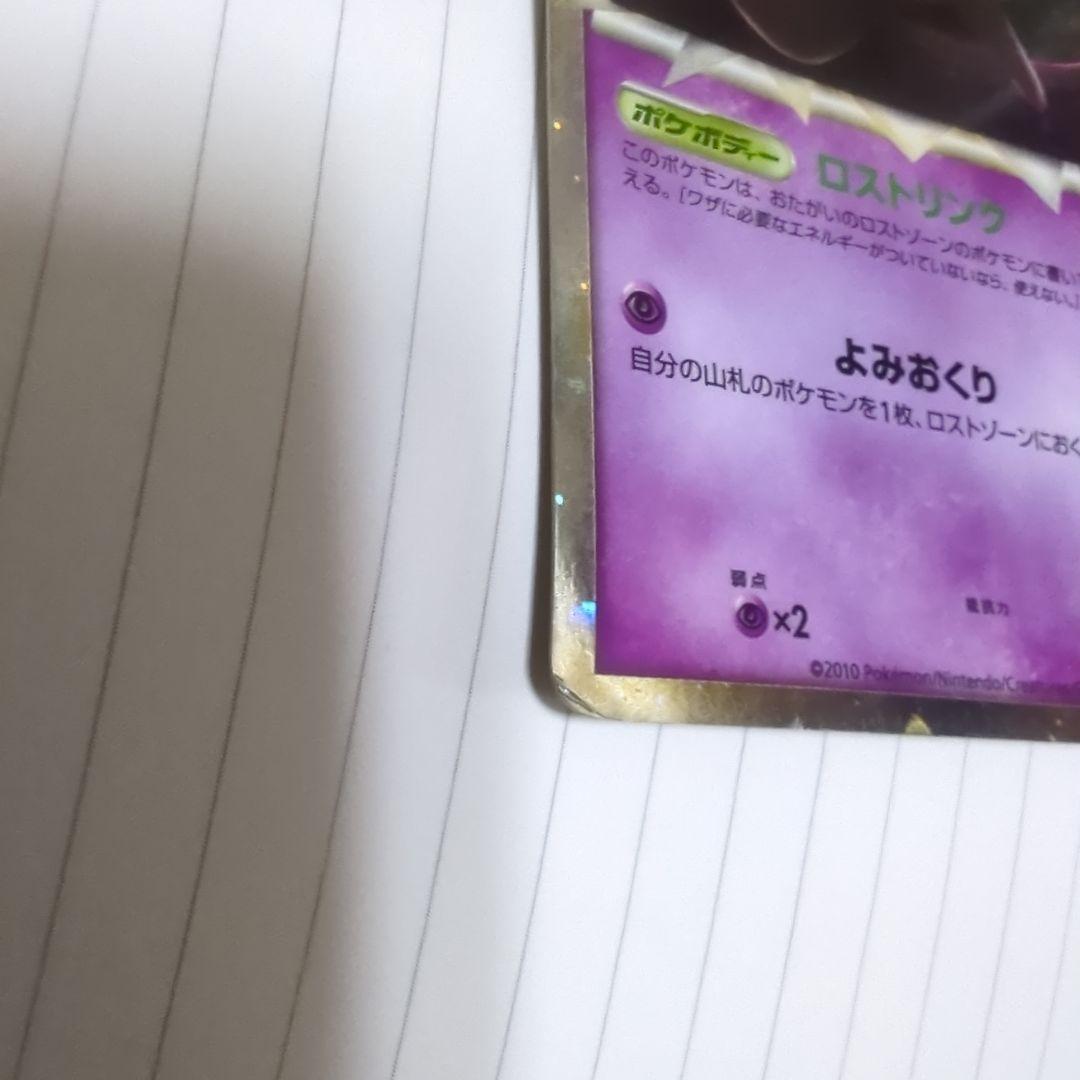 ポケボディー ロストリンク
このポケモンは、おたがいのロストゾーンのポケモンに書い
える。[ワザに必要なエネルギーがついていないなら、使えない。]
よみおくり
自分の山札のポケモンを1枚、ロストゾーンにおく
弱点 抵抗力
×2
©2010 Pokémon/Nintendo/Crea